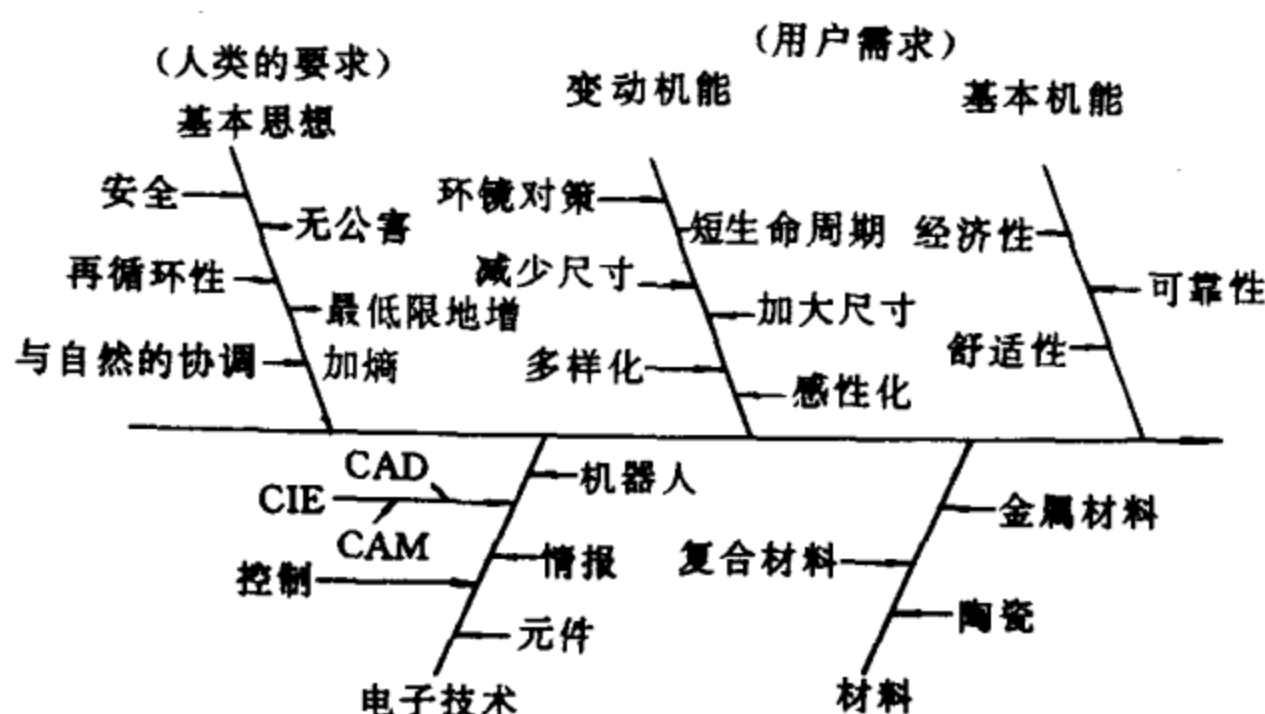 (人类的要求)
(用户需求)
基本思想
变动机能
基本机能
安全
无公害
再循环性
最低限地增
加熵
与自然的协调
环镜对策
短生命周期
减少尺寸
加大尺寸
多样化
感性化
经济性
可靠性
舒适性
CAD
CIE
CAM
机器人
情报
控制
元件
电子技术
金属材料
复合材料
陶瓷
材料